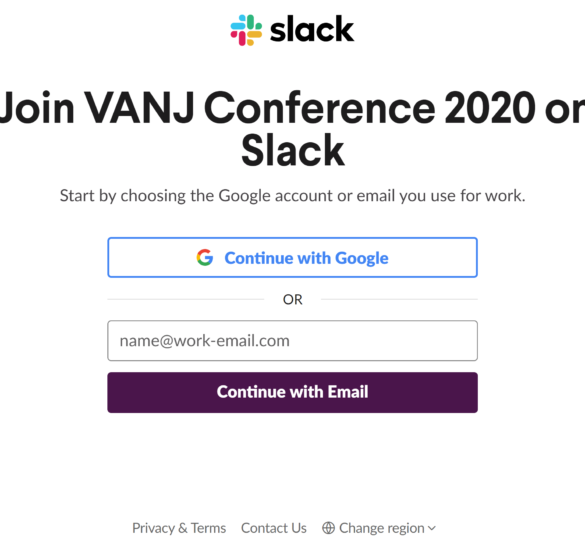 slack
Join VANJ Conference 2020 on
Slack
Start by choosing the Google account or email you use for work.
Continue with Google
OR
name@work-email.com
Continue with Email
Privacy & Terms Contact Us Change region